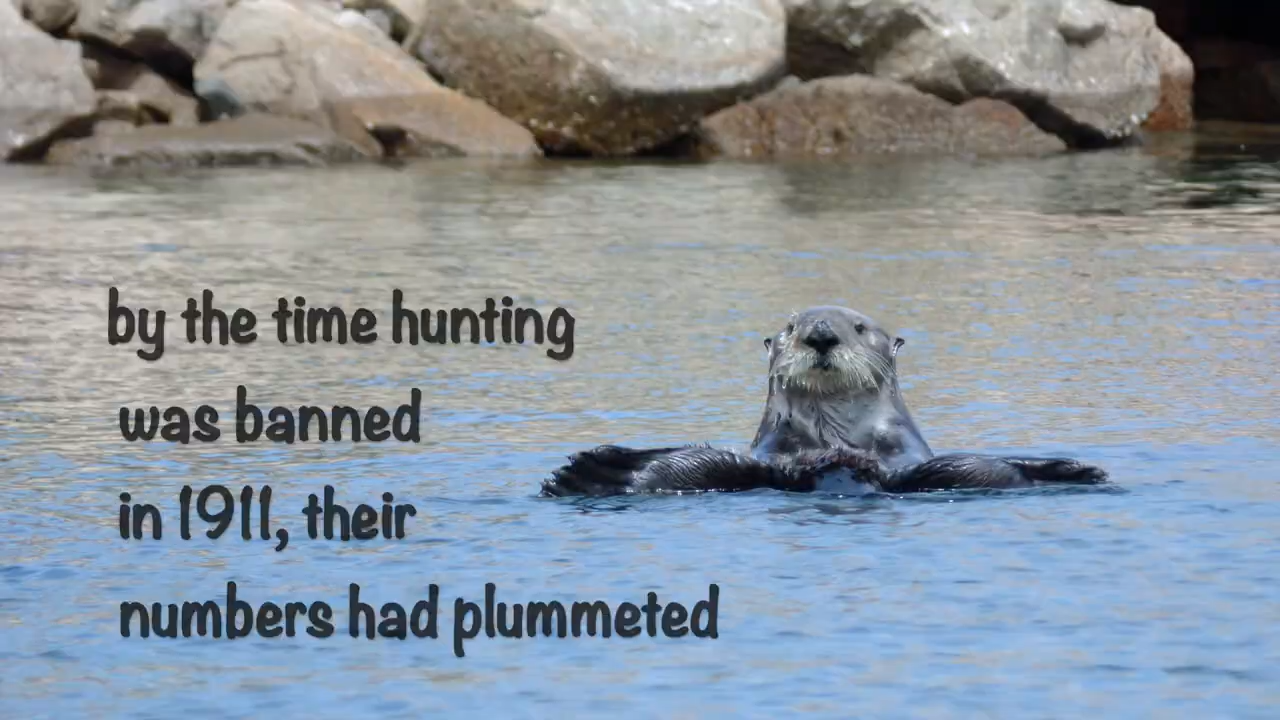 by the time hunting
was banned
in 1911, their
numbers had plummeted